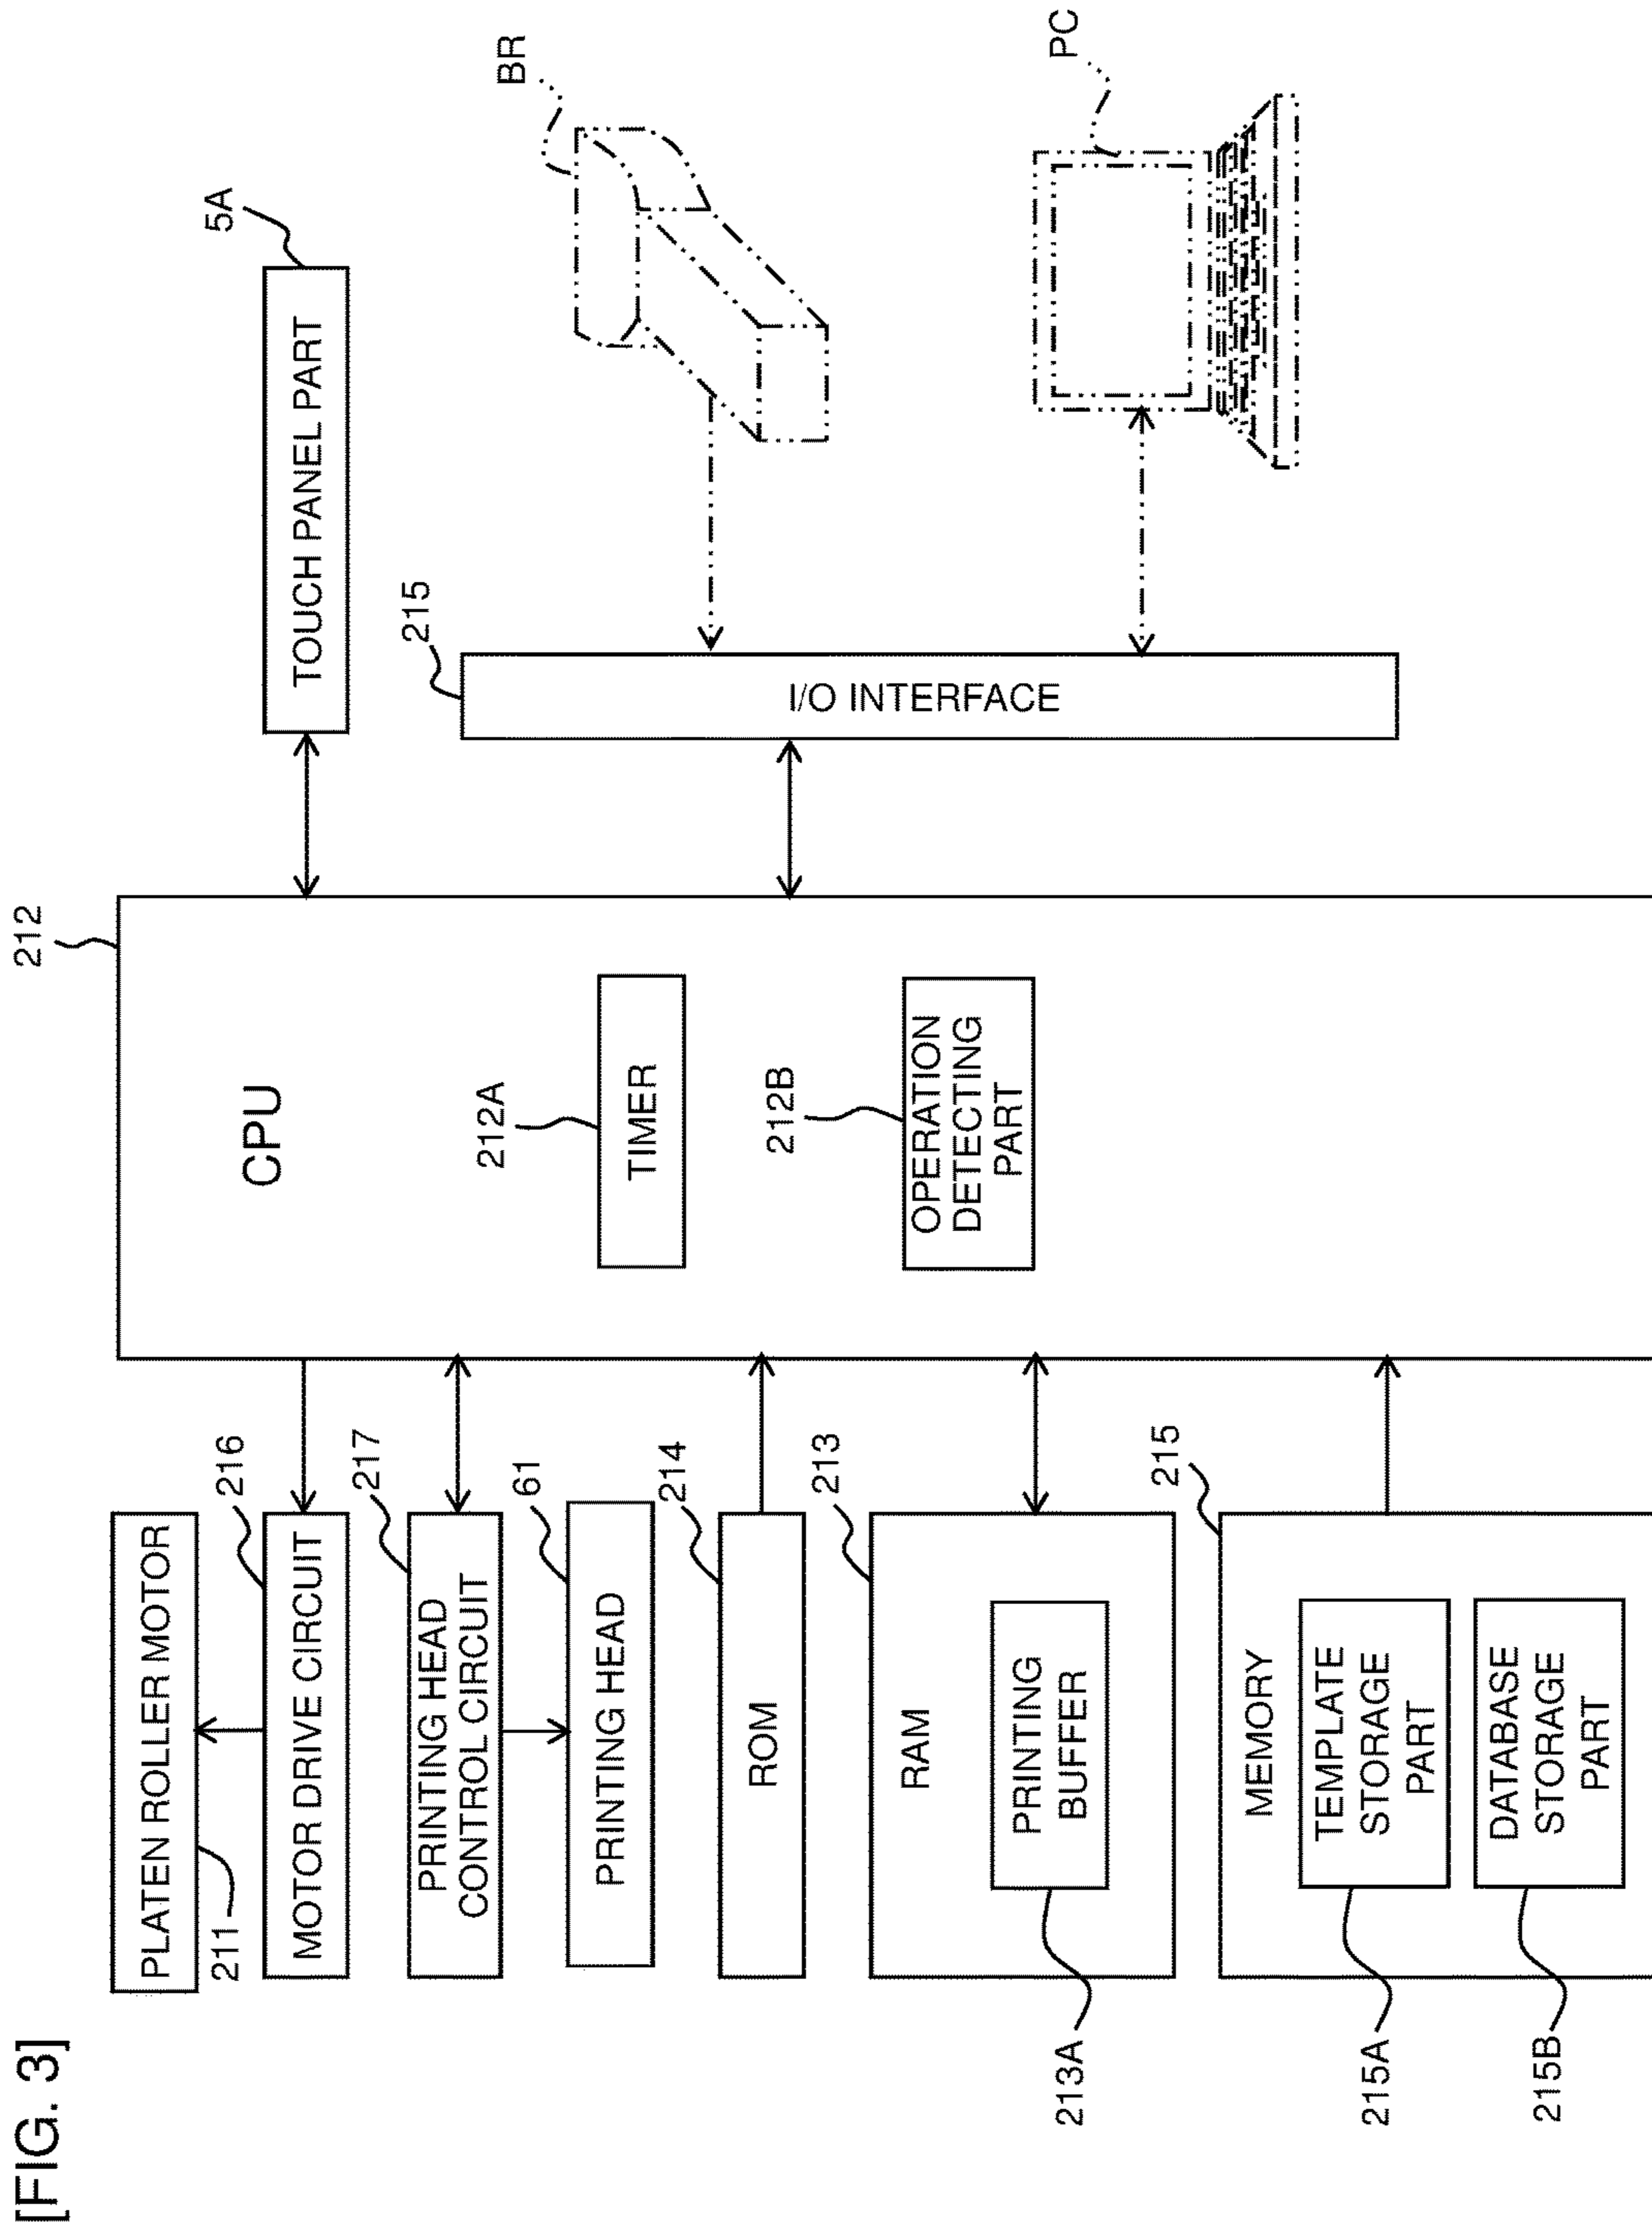 [FIG. 3]
PLATEN ROLLER MOTOR
211
216
MOTOR DRIVE CIRCUIT
217
PRINTING HEAD
CONTROL CIRCUIT
61
PRINTING HEAD
214
ROM
213
RAM
PRINTING
BUFFER
213A
215
MEMORY
TEMPLATE
STORAGE
PART
215A
DATABASE
STORAGE
PART
215B
212
CPU
212A
TIMER
212B
OPERATION
DETECTING
PART
5A
TOUCH PANEL PART
215
I/O INTERFACE
BR
PC